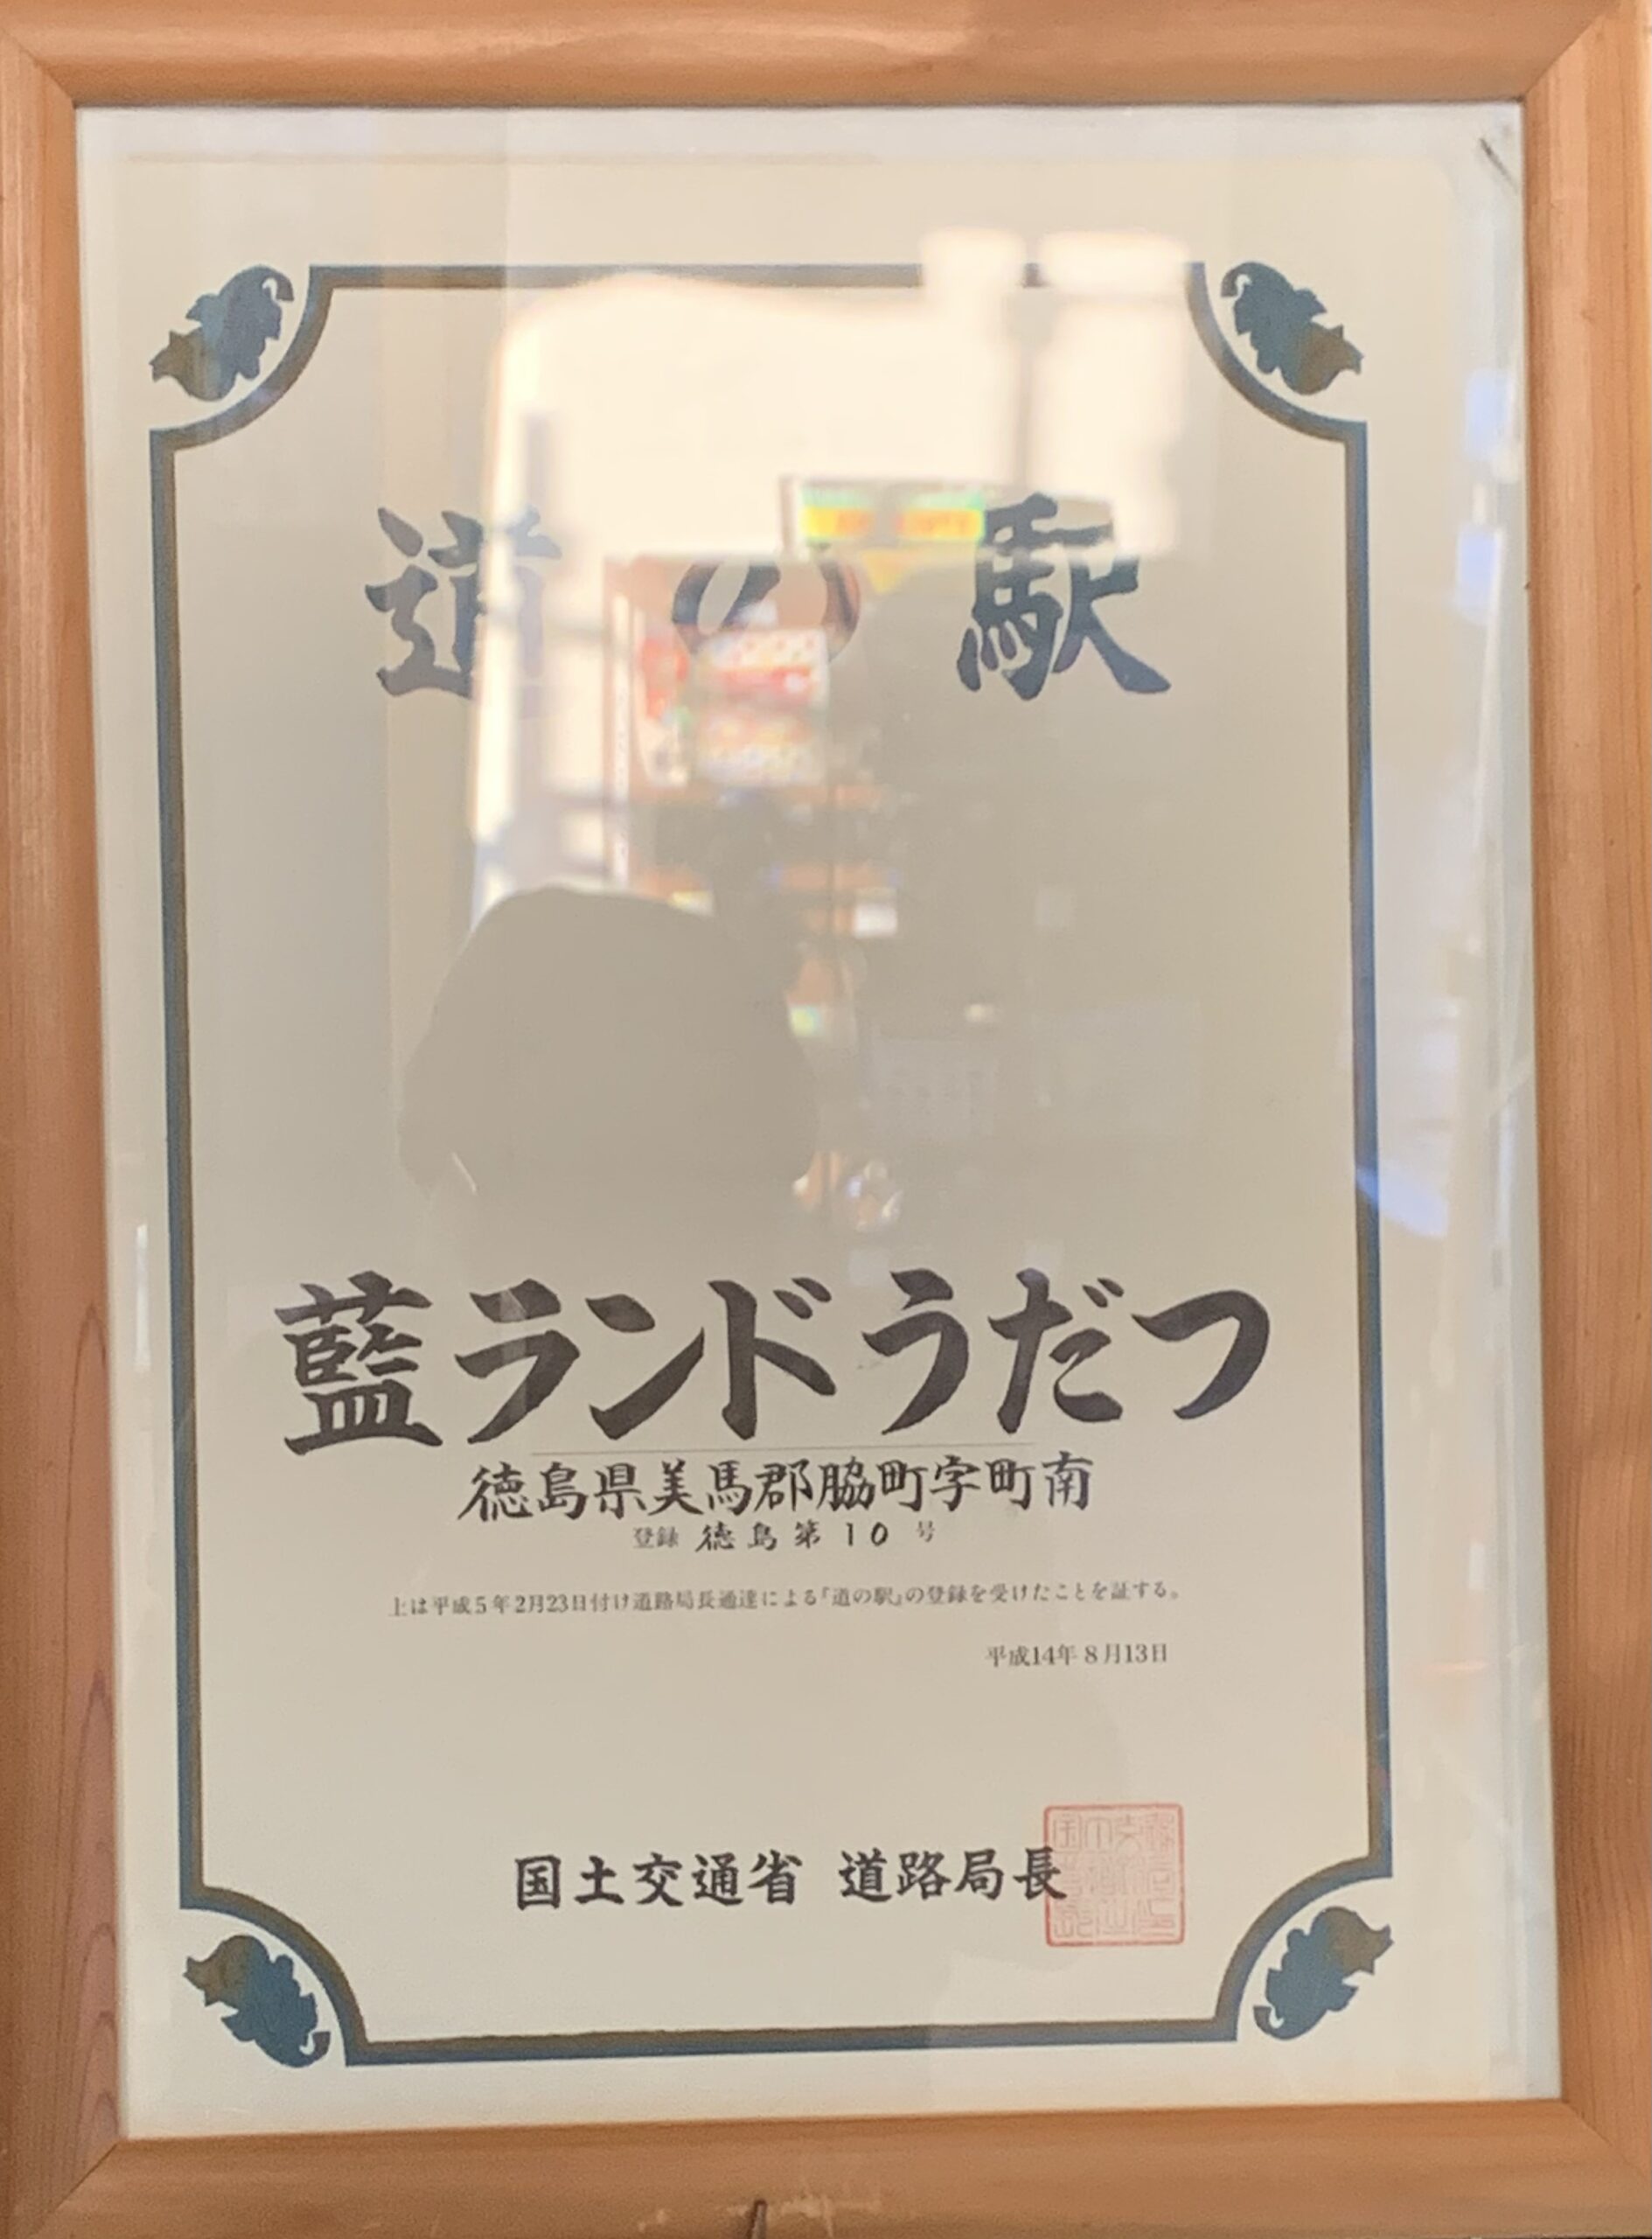 道の駅
藍ランドうだつ
徳島県美馬郡脇町字町南
登録 徳島第10号
上は平成5年2月23日付け道路局長通達による『道の駅』の登録を受けたことを証する。
平成14年8月13日
国土交通省 道路局長